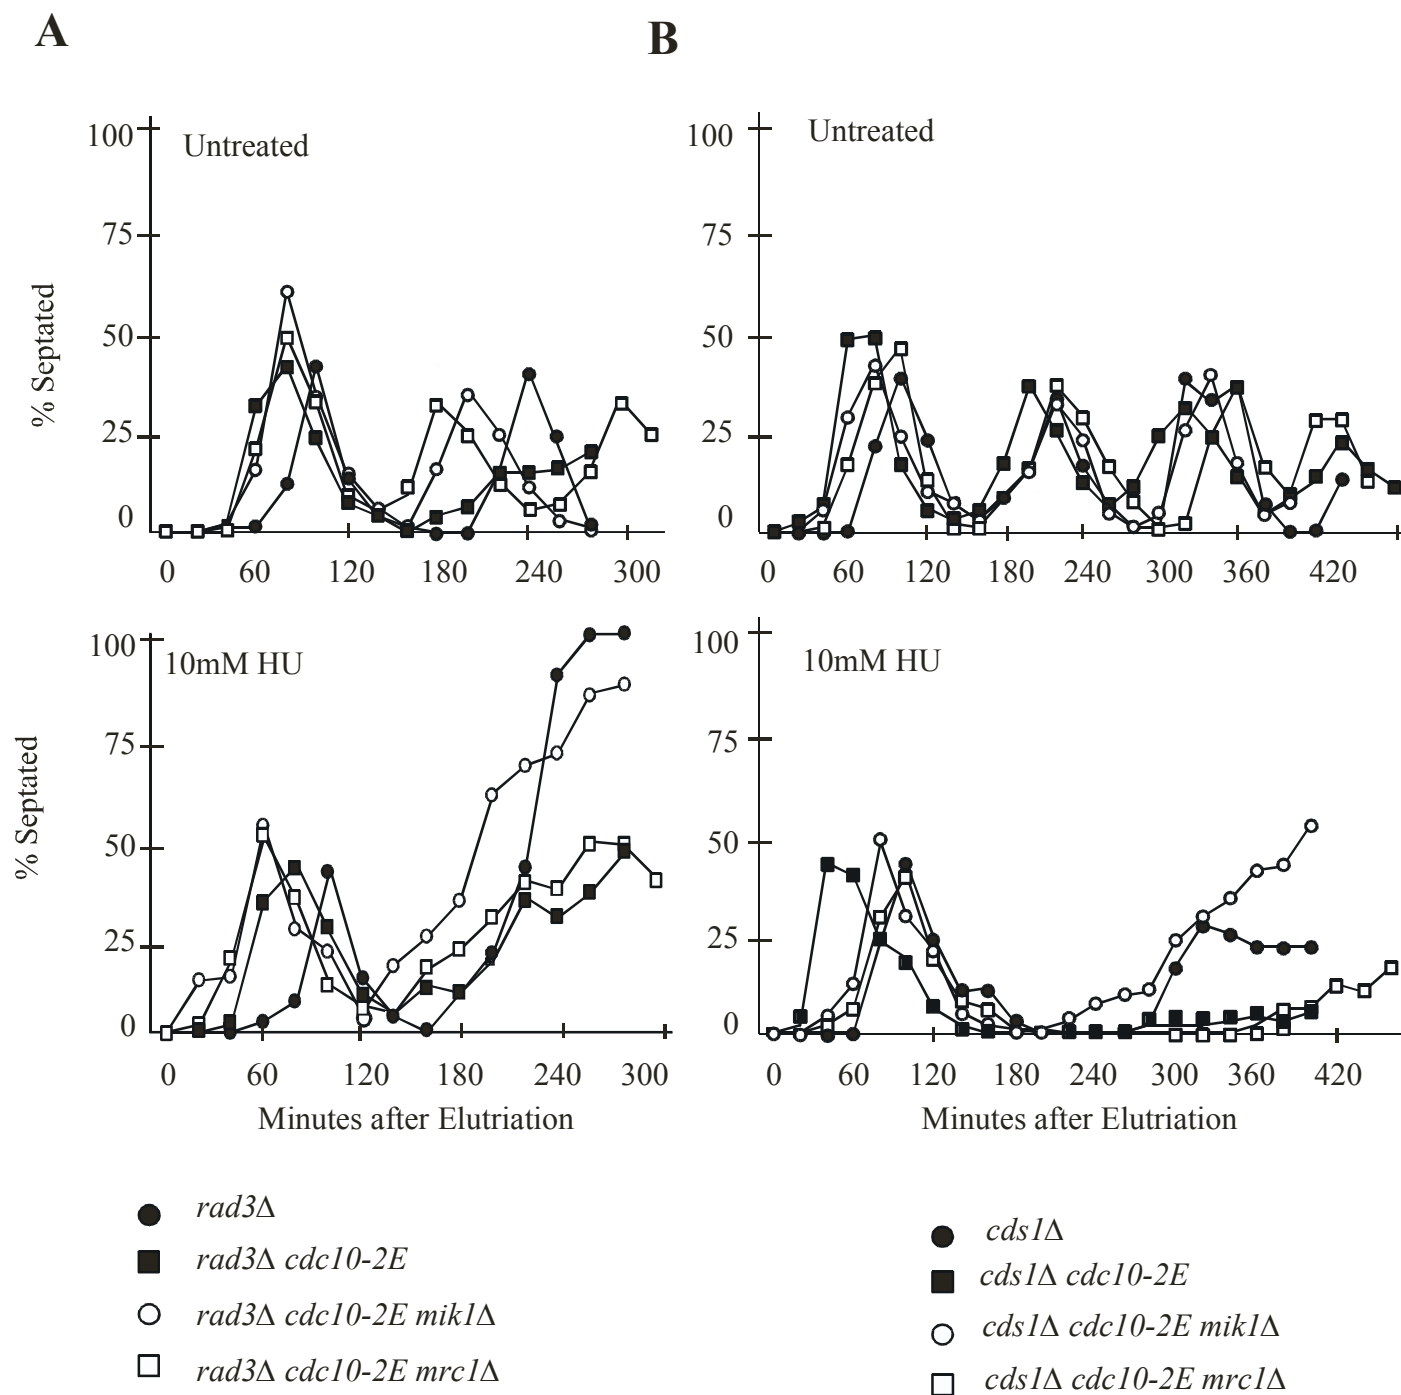 A
B
Untreated
Untreated
100
75
50
25
0
% Septated
0 60 120 180 240 300
100
75
50
25
0
0 60 120 180 240 300 360 420
10mM HU
10mM HU
100
75
50
25
0
% Septated
0 60 120 180 240 300
Minutes after Elutriation
100
75
50
25
0
0 60 120 180 240 300 360 420
Minutes after Elutriation
rad3Δ
rad3Δ cdc10-2E
rad3Δ cdc10-2E mik1Δ
rad3Δ cdc10-2E mrc1Δ
cds1Δ
cds1Δ cdc10-2E
cds1Δ cdc10-2E mik1Δ
cds1Δ cdc10-2E mrc1Δ